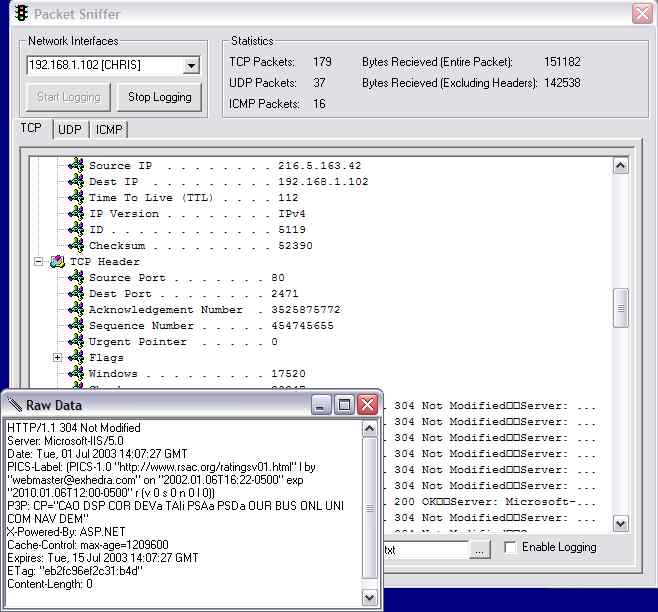 Packet Sniffer
Network Interfaces
192.168.1.102 [CHRIS]
Start Logging
Stop Logging
Statistics
TCP Packets: 179 Bytes Recieved (Entire Packet): 151182
UDP Packets: 37 Bytes Recieved (Excluding Headers): 142538
ICMP Packets: 16
TCP UDP ICMP
Source IP . . . . . . . . 216.5.163.42
Dest IP . . . . . . . . . 192.168.1.102
Time To Live (TTL) . . . . 112
IP Version . . . . . . . . IPv4
ID . . . . . . . . . . . . 5119
Checksum . . . . . . . . . 52390
TCP Header
Source Port . . . . . . . 80
Dest Port . . . . . . . . 2471
Acknowledgement Number . 3525875772
Sequence Number . . . . . 454745655
Urgent Pointer . . . . . 0
Flags
Windows . . . . . . . . . 17520
. 304 Not Modified□□Server: ...
. 304 Not Modified□□Server: ...
. 304 Not Modified□□Server: ...
. 304 Not Modified□□Server: ...
. 304 Not Modified□□Server: ...
. 304 Not Modified□□Server: ...
. 200 OK□□Server: Microsoft-...
. 304 Not Modified□□Server: ...
txt
...
Enable Logging
Raw Data
HTTP/1.1 304 Not Modified
Server: Microsoft-IIS/5.0
Date: Tue, 01 Jul 2003 14:07:27 GMT
PICS-Label: (PICS-1.0 "http://www.rsac.org/ratingsv01.html" l by
"webmaster@exhedra.com" on "2002.01.06T16:22-0500" exp
"2010.01.06T12:00-0500" r (v 0 s 0 n 0 l 0))
P3P: CP="CAO DSP COR DEVa TAIi PSAa PSDa OUR BUS ONL UNI
COM NAV DEM"
X-Powered-By: ASP.NET
Cache-Control: max-age=1209600
Expires: Tue, 15 Jul 2003 14:07:27 GMT
ETag: "eb2fc96ef2c31:b4d"
Content-Length: 0